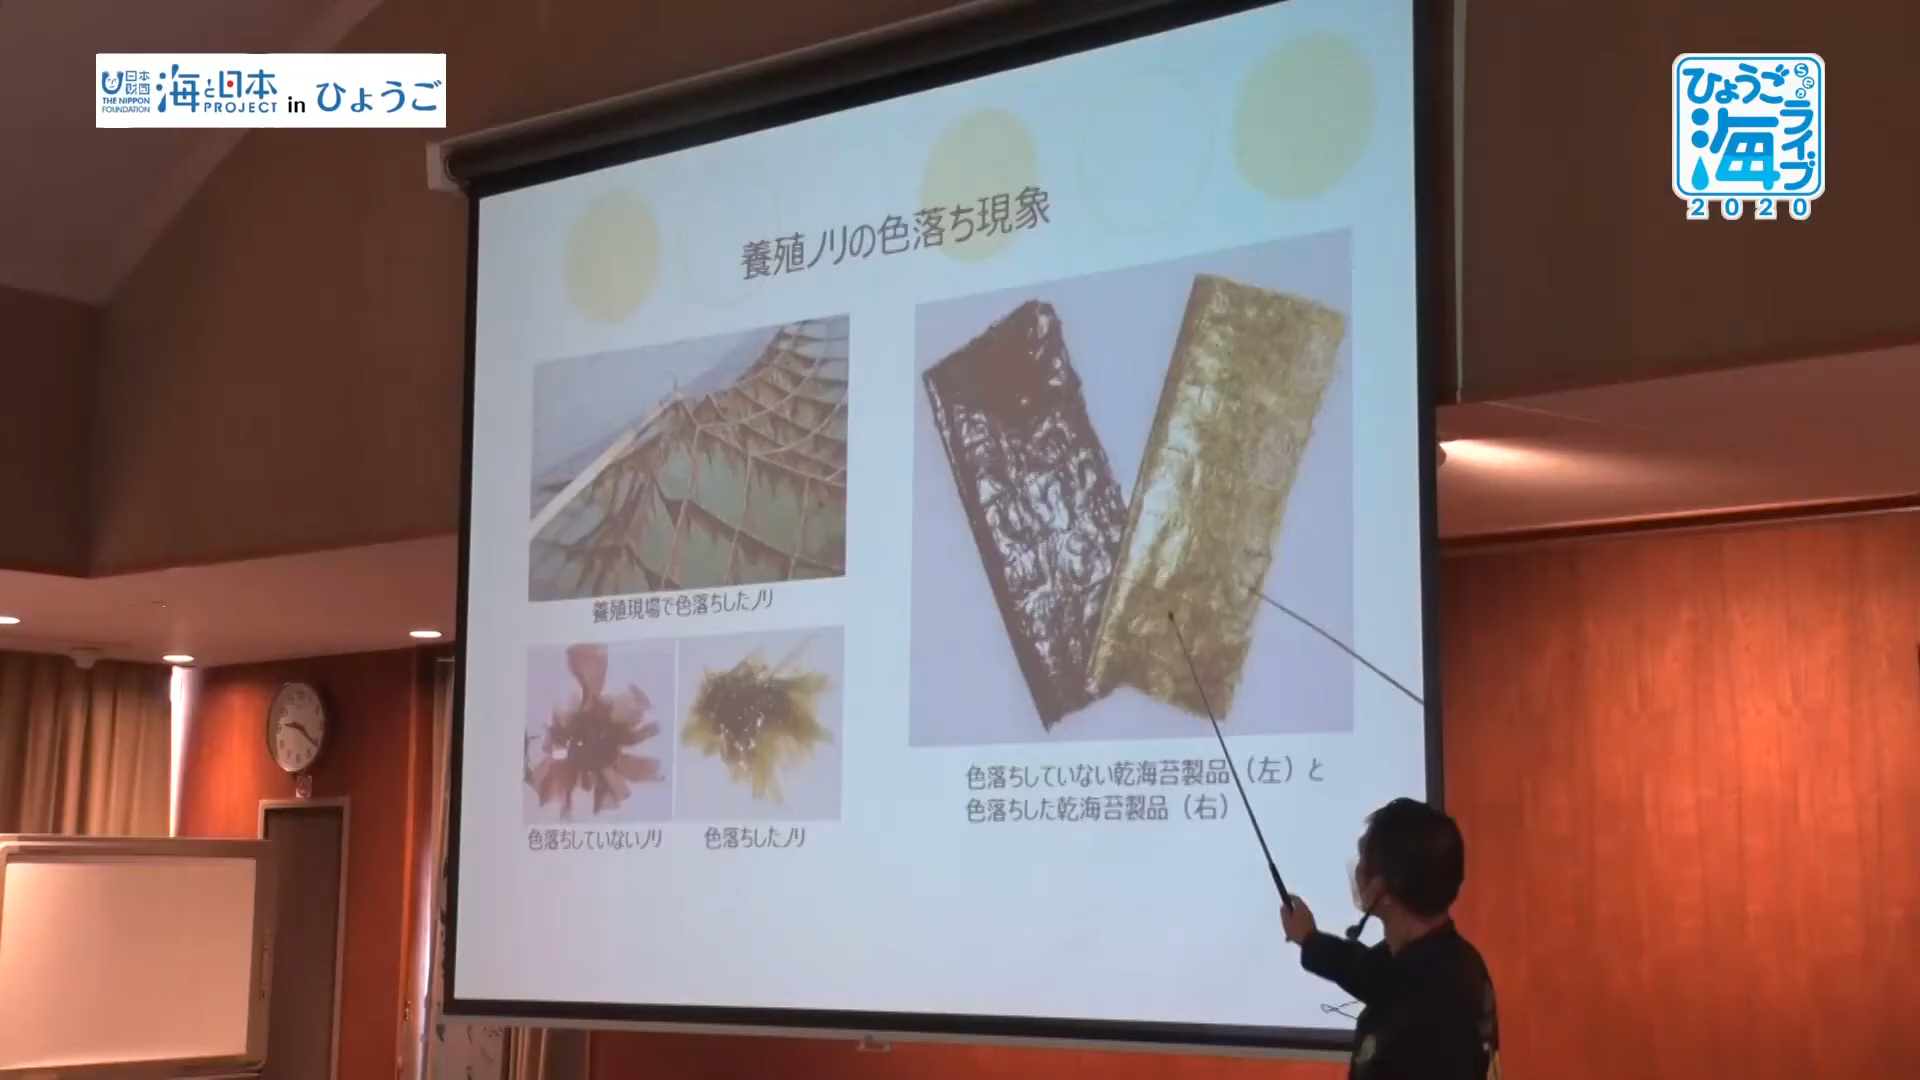 日本財団
THE NIPPON
FOUNDATION
海と日本
PROJECT
in ひょうご
ひょうご
Sea
海
ライブ
2020
養殖ノリの色落ち現象
養殖現場で色落ちしたノリ
色落ちしていないノリ
色落ちしたノリ
色落ちしていない乾海苔製品（左）と
色落ちした乾海苔製品（右）